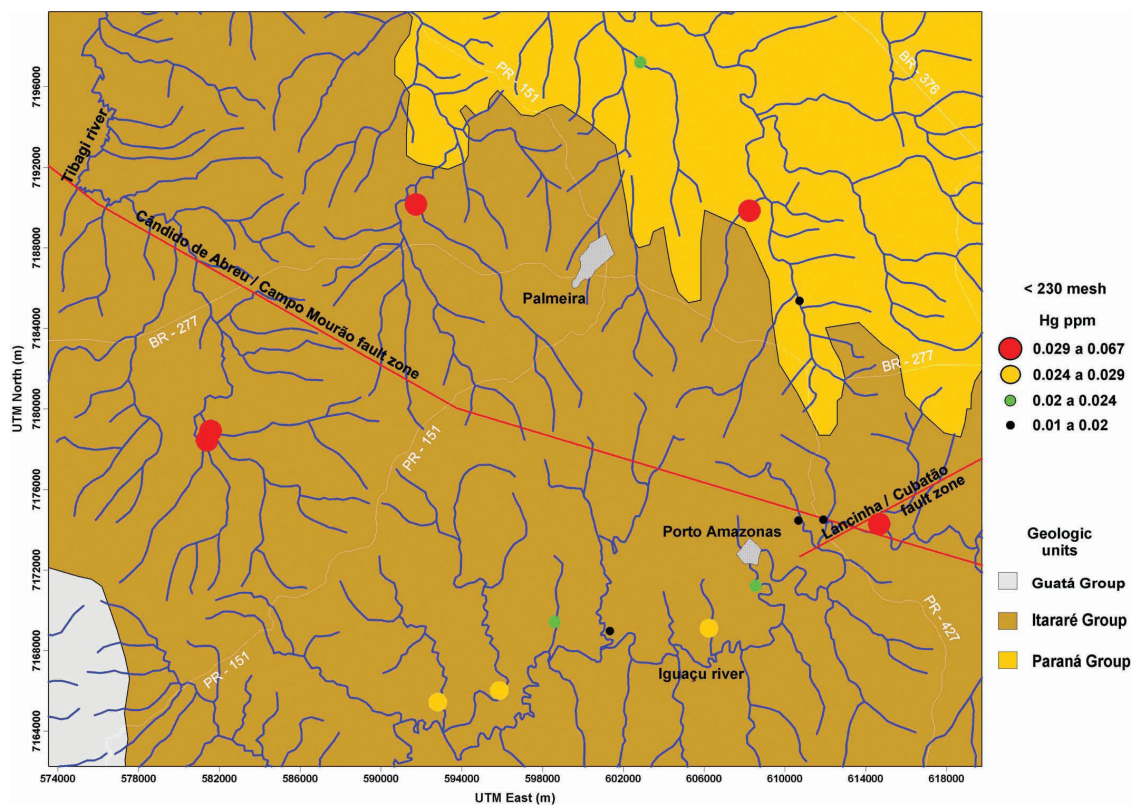 PR - 151
BR - 376
7196000
Tibagi river
7192000
Cândido de Abreu / Campo Mourão fault zone
7188000
Palmeira
7184000
BR - 277
BR - 277
7180000
PR - 151
7176000
Lancinha / Cubatão
fault zone
Porto Amazonas
7172000
PR - 427
7168000
Iguaçu river
PR - 151
7164000
UTM North (m)
574000 578000 582000 586000 590000 594000 598000 602000 606000 610000 614000 618000
UTM East (m)
< 230 mesh
Hg ppm
0.029 a 0.067
0.024 a 0.029
0.02 a 0.024
0.01 a 0.02
Geologic
units
Guatá Group
Itararé Group
Paraná Group